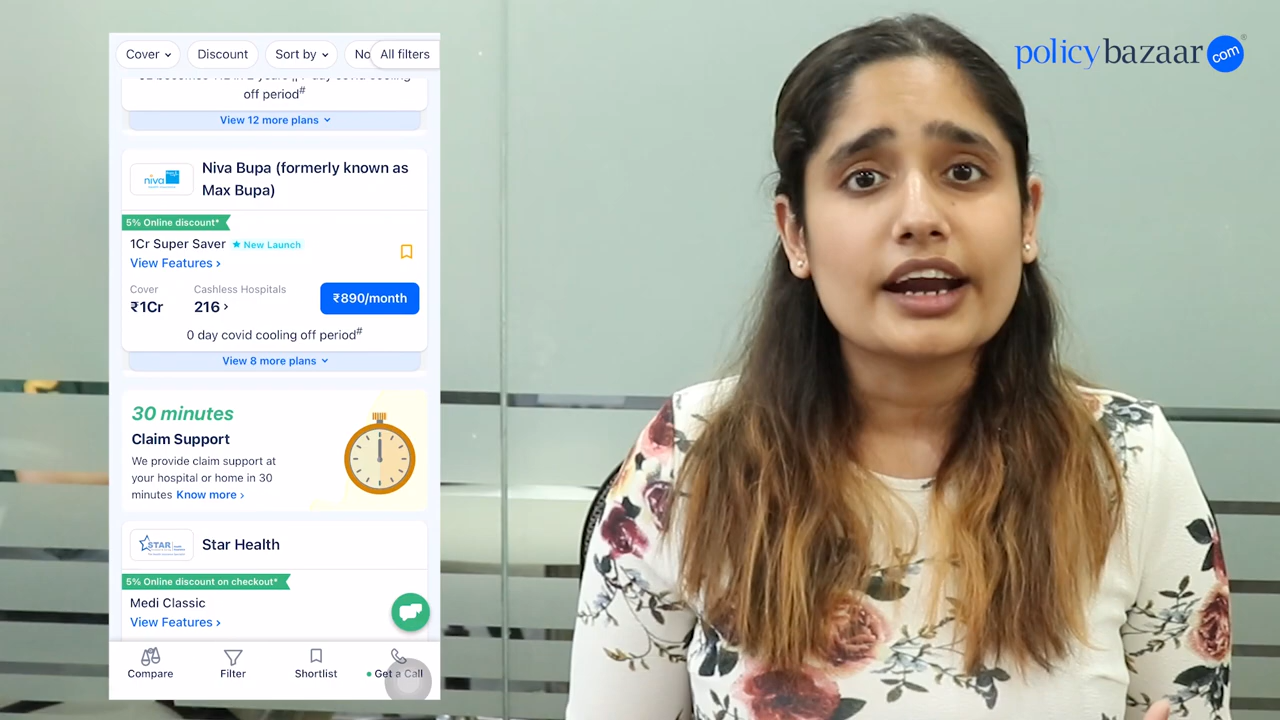 Cover
Discount
Sort by
No
All filters
off period#
View 12 more plans
niva
Niva Bupa (formerly known as
Max Bupa)
5% Online discount*
1Cr Super Saver
New Launch
View Features ›
Cover
Cashless Hospitals
₹1Cr
216 ›
₹890/month
0 day covid cooling off period#
View 8 more plans
30 minutes
Claim Support
We provide claim support at
your hospital or home in 30
minutes Know more ›
STAR
Star Health
5% Online discount on checkout*
Medi Classic
View Features ›
Compare
Filter
Shortlist
Get a Call
policybazaar.com®